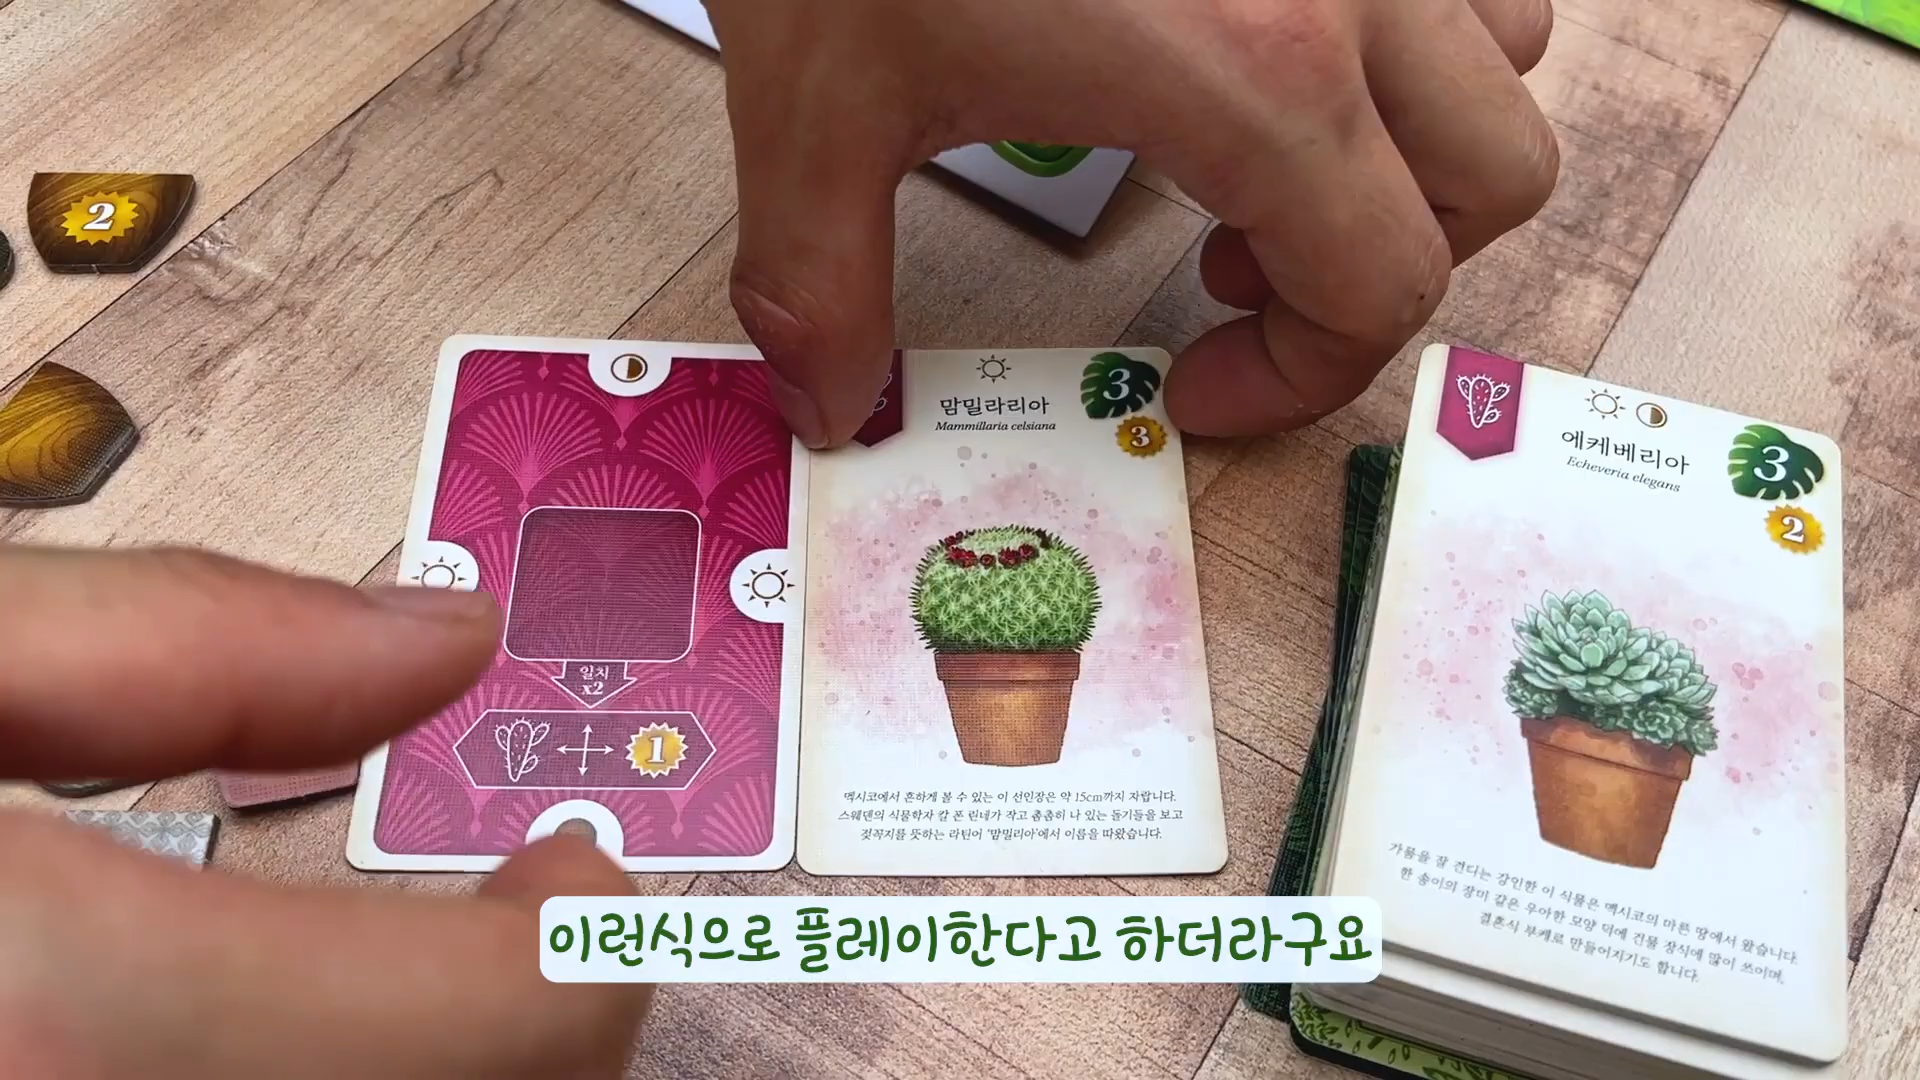 2
일치
x2
1
맘밀라리아
Mammillaria celsiana
3
3
멕시코에서 흔하게 볼 수 있는 이 선인장은 약 15cm까지 자랍니다.
스웨덴의 식물학자 칼 폰 린네가 작고 촘촘히 나 있는 돌기들을 보고
젖꼭지를 뜻하는 라틴어 '맘밀리아'에서 이름을 따왔습니다.
에케베리아
Echeveria elegans
3
2
가뭄을 잘 견디는 강인한 이 식물은 멕시코의 마른 땅에서 왔습니다.
한 송이의 장미 같은 우아한 모양 덕에 건물 장식에 많이 쓰이며,
결혼식 부케로 만들어지기도 합니다.
이런식으로 플레이한다고 하더라구요